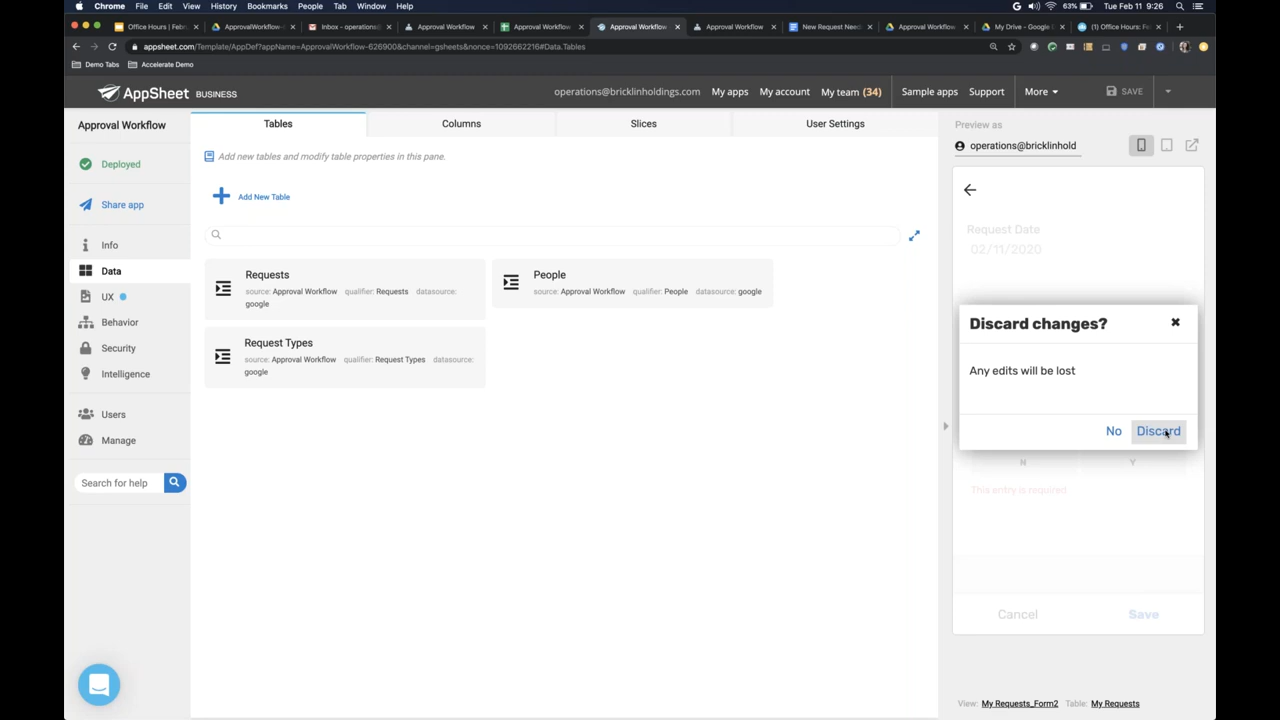 Chrome File Edit View History Bookmarks People Tab Window Help 63% Tue Feb 11 9:26
Office Hours | Febru ApprovalWorkflow- Inbox - operations@ Approval Workflow Approval Workflow Approval Workflow Approval Workflow New Request Need: Approval Workflow My Drive - Google (1) Office Hours: Fe
appsheet.com/Template/AppDef?appName=ApprovalWorkflow-626900&channel=gsheets&nonce=1092662216#Data.Tables
Demo Tabs Accelerate Demo
AppSheet BUSINESS operations@bricklinholdings.com My apps My account My team (34) Sample apps Support More SAVE
Approval Workflow Tables Columns Slices User Settings Preview as
operations@bricklinhold
Add new tables and modify table properties in this pane.
Deployed
Add New Table
Share app
Info
Data
UX
Behavior
Security
Intelligence
Users
Manage
Search for help
Requests
source: Approval Workflow qualifier: Requests datasource:
google
People
source: Approval Workflow qualifier: People datasource: google
Request Types
source: Approval Workflow qualifier: Request Types datasource:
google
Request Date
02/11/2020
Discard changes?
Any edits will be lost
No Discard
N Y
This entry is required
Cancel Save
View: My Requests_Form2 Table: My Requests